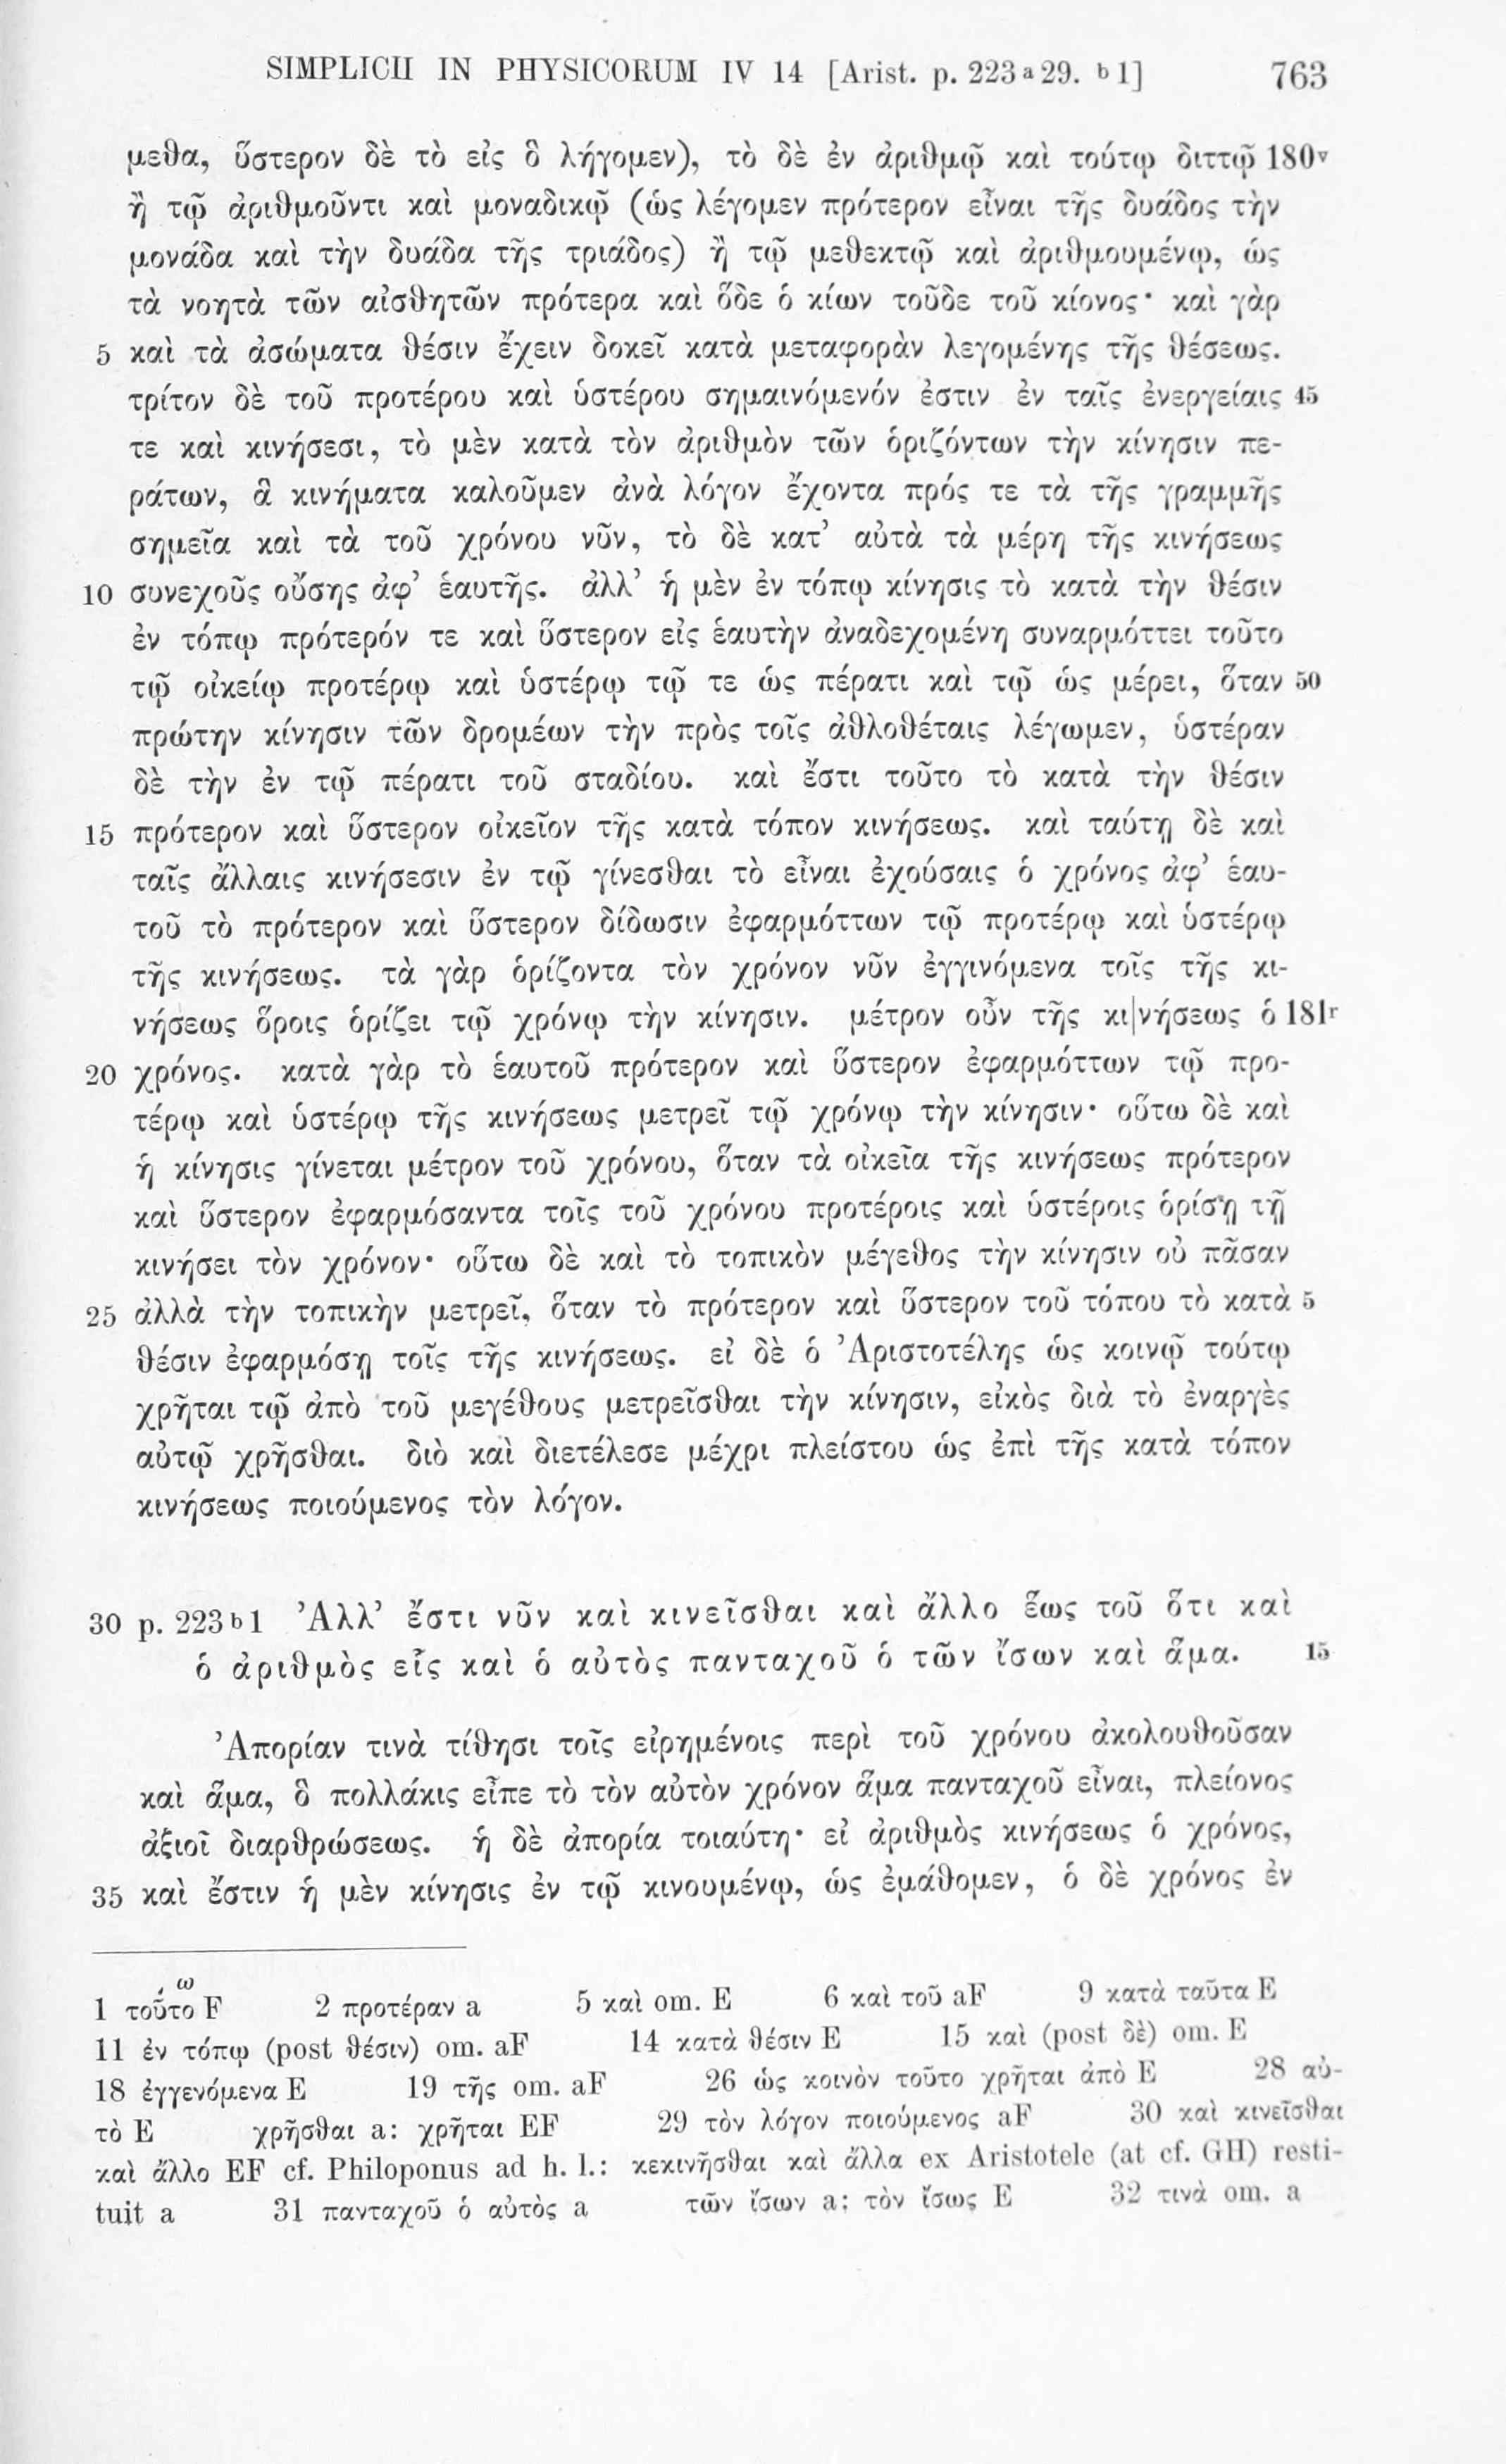 SIMPLICII IN PHYSICORUM IV 14 [Arist. p. 223 a 29. b 1] 763
μεθα, ὕστερον δὲ τὸ εἰς ὃ λήγομεν), τὸ δὲ ἐν ἀριθμῷ καὶ τούτῳ διττῷ 180v
ἢ τῷ ἀριθμοῦντι καὶ μοναδικῷ (ὡς λέγομεν πρότερον εἶναι τῆς δυάδος τὴν
μονάδα καὶ τὴν δυάδα τῆς τριάδος) ἢ τῷ μεθεκτῷ καὶ ἀριθμουμένῳ, ὡς
τὰ νοητὰ τῶν αἰσθητῶν πρότερα καὶ ὅδε ὁ κίων τοῦδε τοῦ κίονος· καὶ γὰρ
5 καὶ τὰ ἀσώματα θέσιν ἔχειν δοκεῖ κατὰ μεταφορὰν λεγομένης τῆς θέσεως.
τρίτον δὲ τοῦ προτέρου καὶ ὑστέρου σημαινόμενόν ἐστιν ἐν ταῖς ἐνεργείαις 45
τε καὶ κινήσεσι, τὸ μὲν κατὰ τὸν ἀριθμὸν τῶν ὁριζόντων τὴν κίνησιν πε-
ράτων, ἃ κινήματα καλοῦμεν ἀνὰ λόγον ἔχοντα πρός τε τὰ τῆς γραμμῆς
σημεῖα καὶ τὰ τοῦ χρόνου νῦν, τὸ δὲ κατ’ αὐτὰ τὰ μέρη τῆς κινήσεως
10 συνεχοῦς οὔσης ἀφ’ ἑαυτῆς. ἀλλ’ ἡ μὲν ἐν τόπῳ κίνησις τὸ κατὰ τὴν θέσιν
ἐν τόπῳ πρότερόν τε καὶ ὕστερον εἰς ἑαυτὴν ἀναδεχομένη συναρμόττει τοῦτο
τῷ οἰκείῳ προτέρῳ καὶ ὑστέρῳ τῷ τε ὡς πέρατι καὶ τῷ ὡς μέρει, ὅταν 50
πρώτην κίνησιν τῶν δρομέων τὴν πρὸς τοῖς ἀθλοθέταις λέγωμεν, ὑστέραν
δὲ τὴν ἐν τῷ πέρατι τοῦ σταδίου. καὶ ἔστι τοῦτο τὸ κατὰ τὴν θέσιν
15 πρότερον καὶ ὕστερον οἰκεῖον τῆς κατὰ τόπον κινήσεως. καὶ ταύτῃ δὲ καὶ
ταῖς ἄλλαις κινήσεσιν ἐν τῷ γίνεσθαι τὸ εἶναι ἐχούσαις ὁ χρόνος ἀφ’ ἑαυ-
τοῦ τὸ πρότερον καὶ ὕστερον δίδωσιν ἐφαρμόττων τῷ προτέρῳ καὶ ὑστέρῳ
τῆς κινήσεως. τὰ γὰρ ὁρίζοντα τὸν χρόνον νῦν ἐγγινόμενα τοῖς τῆς κι-
νήσεως ὅροις ὁρίζει τῷ χρόνῳ τὴν κίνησιν. μέτρον οὖν τῆς κι|νήσεως ὁ 181r
20 χρόνος. κατὰ γὰρ τὸ ἑαυτοῦ πρότερον καὶ ὕστερον ἐφαρμόττων τῷ προ-
τέρῳ καὶ ὑστέρῳ τῆς κινήσεως μετρεῖ τῷ χρόνῳ τὴν κίνησιν· οὕτω δὲ καὶ
ἡ κίνησις γίνεται μέτρον τοῦ χρόνου, ὅταν τὰ οἰκεῖα τῆς κινήσεως πρότερον
καὶ ὕστερον ἐφαρμόσαντα τοῖς τοῦ χρόνου προτέροις καὶ ὑστέροις ὁρίσῃ τῇ
κινήσει τὸν χρόνον· οὕτω δὲ καὶ τὸ τοπικὸν μέγεθος τὴν κίνησιν οὐ πᾶσαν
25 ἀλλὰ τὴν τοπικὴν μετρεῖ, ὅταν τὸ πρότερον καὶ ὕστερον τοῦ τόπου τὸ κατὰ 5
θέσιν ἐφαρμόσῃ τοῖς τῆς κινήσεως. εἰ δὲ ὁ Ἀριστοτέλης ὡς κοινῷ τούτῳ
χρῆται τῷ ἀπὸ τοῦ μεγέθους μετρεῖσθαι τὴν κίνησιν, εἰκὸς διὰ τὸ ἐναργὲς
αὐτῷ χρῆσθαι. διὸ καὶ διετέλεσε μέχρι πλείστου ὡς ἐπὶ τῆς κατὰ τόπον
κινήσεως ποιούμενος τὸν λόγον.
30 p. 223 b 1 Ἀλλ’ ἔστι νῦν καὶ κινεῖσθαι καὶ ἄλλο ἕως τοῦ ὅτι καὶ
ὁ ἀριθμὸς εἷς καὶ ὁ αὐτὸς πανταχοῦ ὁ τῶν ἴσων καὶ ἅμα. 15
Ἀπορίαν τινὰ τίθησι τοῖς εἰρημένοις περὶ τοῦ χρόνου ἀκολουθοῦσαν
καὶ ἅμα, ὃ πολλάκις εἶπε τὸ τὸν αὐτὸν χρόνον ἅμα πανταχοῦ εἶναι, πλείονος
ἀξιοῖ διαρθρώσεως. ἡ δὲ ἀπορία τοιαύτη· εἰ ἀριθμὸς κινήσεως ὁ χρόνος,
35 καὶ ἔστιν ἡ μὲν κίνησις ἐν τῷ κινουμένῳ, ὡς ἐμάθομεν, ὁ δὲ χρόνος ἐν
1 τούτο ω F 2 προτέραν a 5 καὶ om. E 6 καὶ τοῦ aF 9 κατὰ ταῦτα E
11 ἐν τόπῳ (post θέσιν) om. aF 14 κατὰ θέσιν E 15 καὶ (post δὲ) om. E
18 ἐγγενόμενα E 19 τῆς om. aF 26 ὡς κοινὸν τοῦτο χρῆται ἀπὸ E 28 αὐ-
τὸ E χρῆσθαι a: χρῆται EF 29 τὸν λόγον ποιούμενος aF 30 καὶ κινεῖσθαι
καὶ ἄλλο EF cf. Philoponus ad h. l.: κεκινῆσθαι καὶ ἄλλα ex Aristotele (at cf. GH) resti-
tuit a 31 πανταχοῦ ὁ αὐτὸς a τῶν ἴσων a: τὸν ἴσως E 32 τινὰ om. a